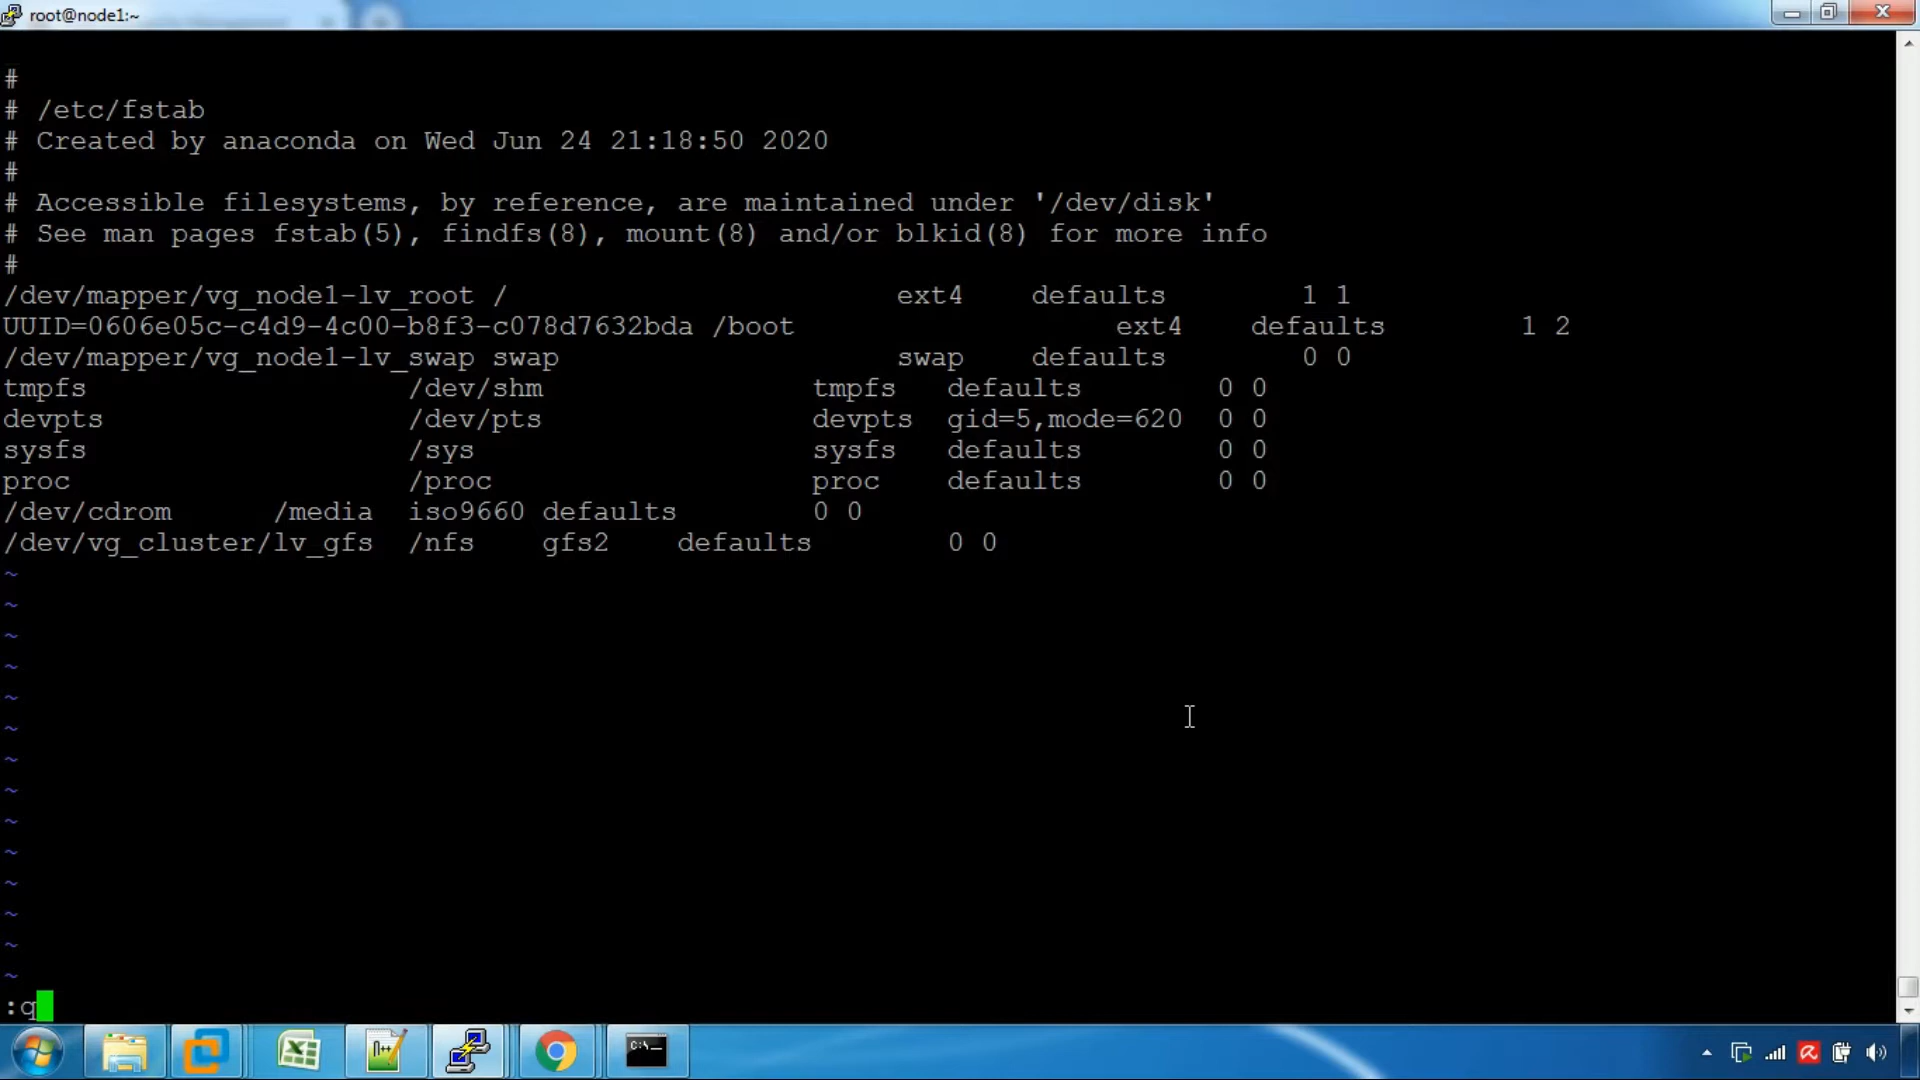 root@node1:~
#
# /etc/fstab
# Created by anaconda on Wed Jun 24 21:18:50 2020
#
# Accessible filesystems, by reference, are maintained under '/dev/disk'
# See man pages fstab(5), findfs(8), mount(8) and/or blkid(8) for more info
#
/dev/mapper/vg_node1-lv_root / ext4 defaults 1 1
UUID=0606e05c-c4d9-4c00-b8f3-c078d7632bda /boot ext4 defaults 1 2
/dev/mapper/vg_node1-lv_swap swap swap defaults 0 0
tmpfs /dev/shm tmpfs defaults 0 0
devpts /dev/pts devpts gid=5,mode=620 0 0
sysfs /sys sysfs defaults 0 0
proc /proc proc defaults 0 0
/dev/cdrom /media iso9660 defaults 0 0
/dev/vg_cluster/lv_gfs /nfs gfs2 defaults 0 0
~
~
~
~
~
~
~
~
~
~
~
~
~
~
:q